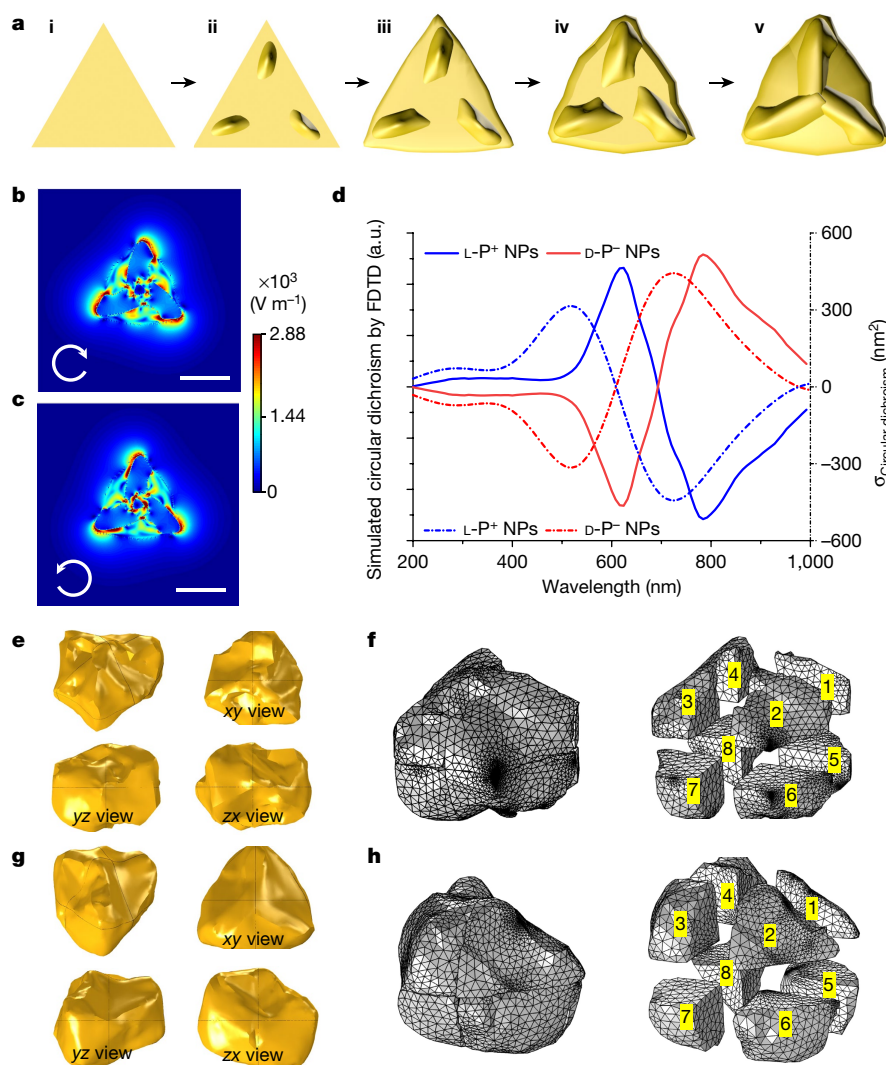 a
i
ii
iii
iv
v
b
×10³
(V m⁻¹)
2.88
1.44
0
c
d
Simulated circular dichroism by FDTD (a.u.)
L-P⁺ NPs
D-P⁻ NPs
L-P⁺ NPs
D-P⁻ NPs
600
300
0
–300
–600
σCircular dichroism (nm²)
200
400
600
800
1,000
Wavelength (nm)
e
xy view
yz view
zx view
f
4
1
3
2
8
5
7
6
g
xy view
yz view
zx view
h
4
1
3
2
8
5
7
6